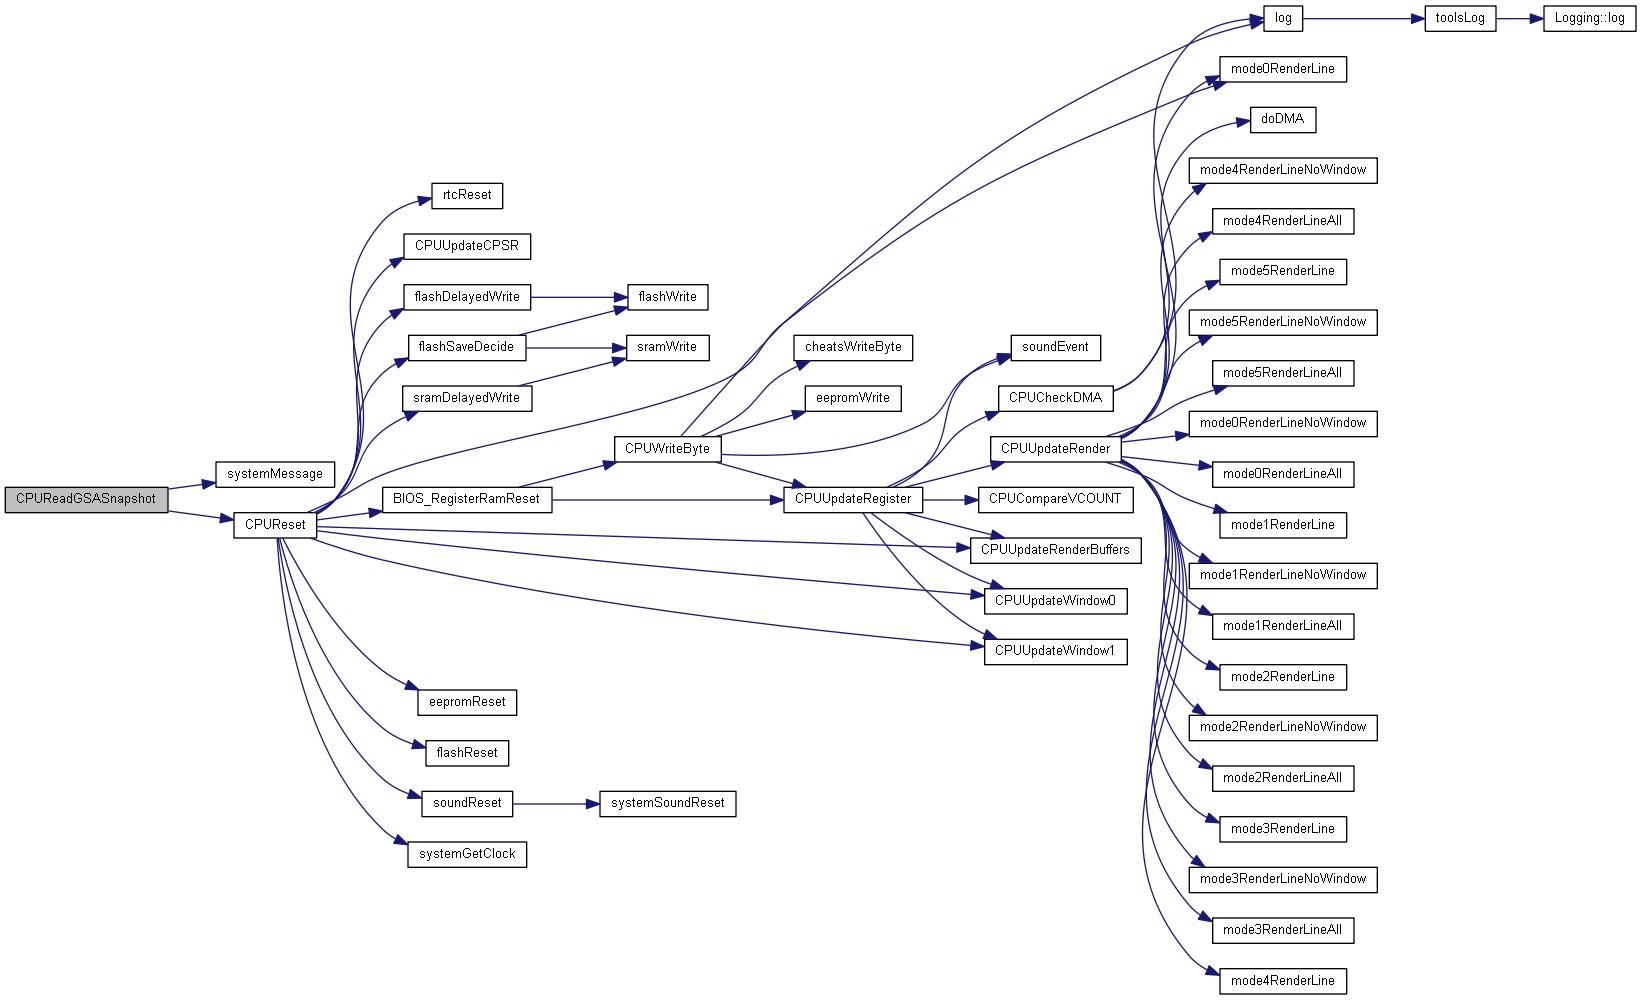 log
toolsLog
Logging::log
mode0RenderLine
doDMA
mode4RenderLineNoWindow
rtcReset
mode4RenderLineAll
CPUUpdateCPSR
mode5RenderLine
flashDelayedWrite
flashWrite
mode5RenderLineNoWindow
flashSaveDecide
sramWrite
cheatsWriteByte
soundEvent
mode5RenderLineAll
sramDelayedWrite
eepromWrite
CPUCheckDMA
mode0RenderLineNoWindow
CPUWriteByte
CPUUpdateRender
systemMessage
mode0RenderLineAll
CPUReadGSASnapshot
BIOS_RegisterRamReset
CPUUpdateRegister
CPUCompareVCOUNT
CPUReset
mode1RenderLine
CPUUpdateRenderBuffers
mode1RenderLineNoWindow
CPUUpdateWindow0
mode1RenderLineAll
CPUUpdateWindow1
mode2RenderLine
eepromReset
mode2RenderLineNoWindow
flashReset
mode2RenderLineAll
soundReset
systemSoundReset
mode3RenderLine
systemGetClock
mode3RenderLineNoWindow
mode3RenderLineAll
mode4RenderLine